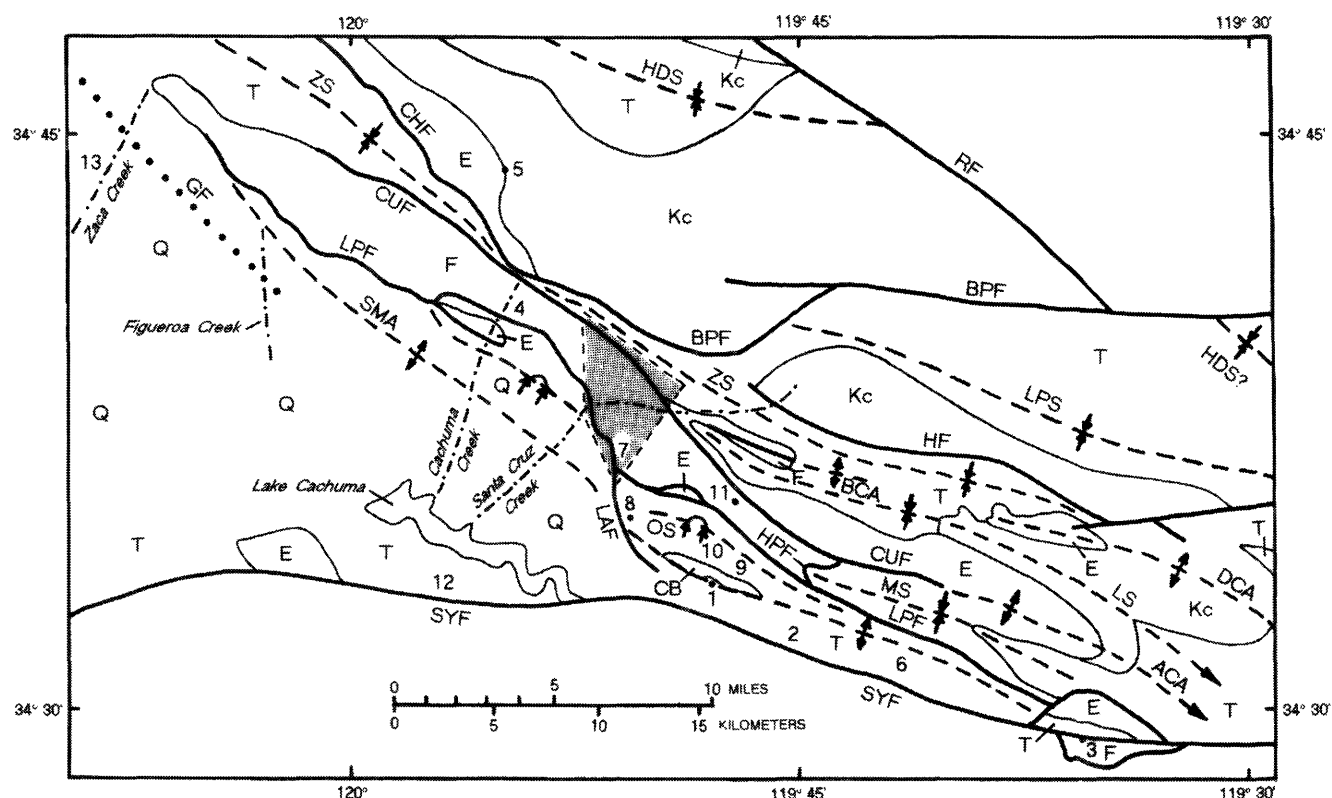 120°
119° 45'
119° 30'
HDS
Kc
ZS
T
T
CHF
34° 45'
34° 45'
13
E
5
RF
Zaca Creek
QF
CUF
Kc
Q
LPF
F
BPF
SMA
4
Figueroa Creek
E
BPF
T
HDS?
ZS
Q
Kc
LPS
Q
Q
HF
Cachuma Creek
Santa Cruz Creek
7
E
F
BCA
T
Lake Cachuma
11
8
Q
LAF
OS
T
T
E
T
10
HPF
CUF
E
E
DCA
12
CB
9
MS
LS
Kc
SYF
1
LPF
2
T
6
ACA
0 5 10 MILES
SYF
34° 30'
E
T
34° 30'
0 5 10 15 KILOMETERS
T
3
F
120°
119° 45'
119° 30'